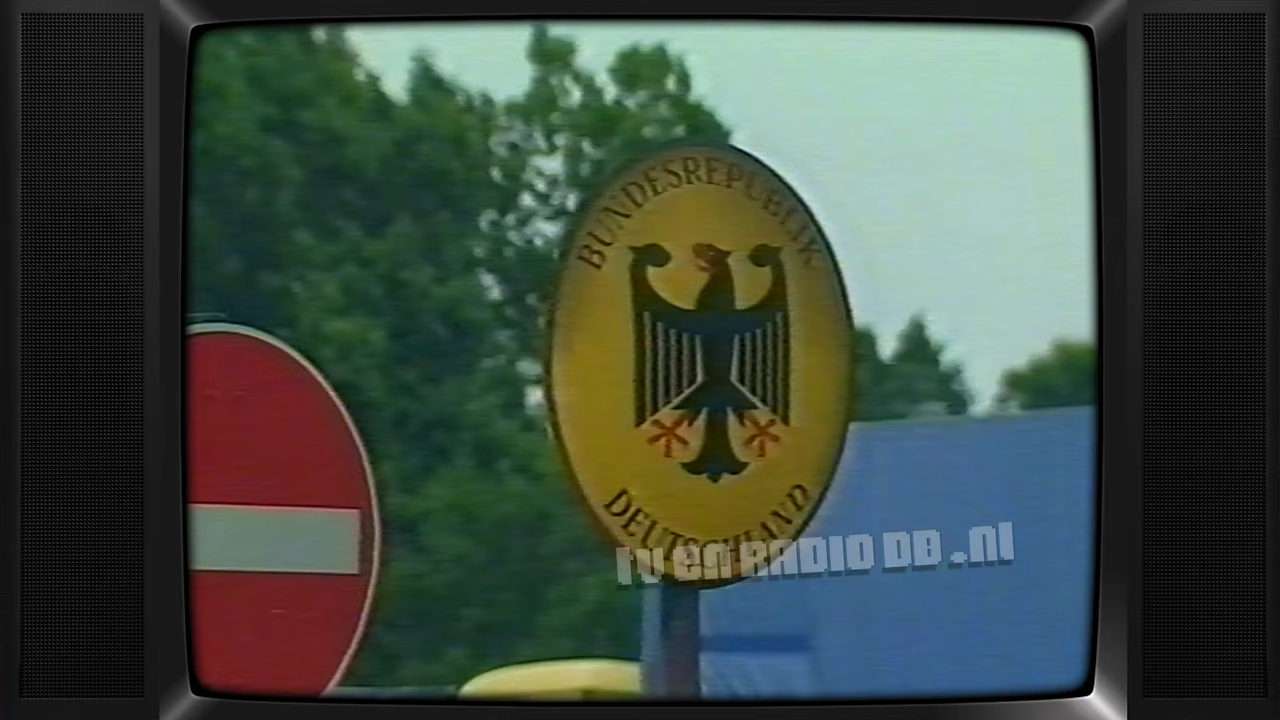 BUNDESREPUBLIK
DEUTSCHLAND
tv en RADIO DB .nl